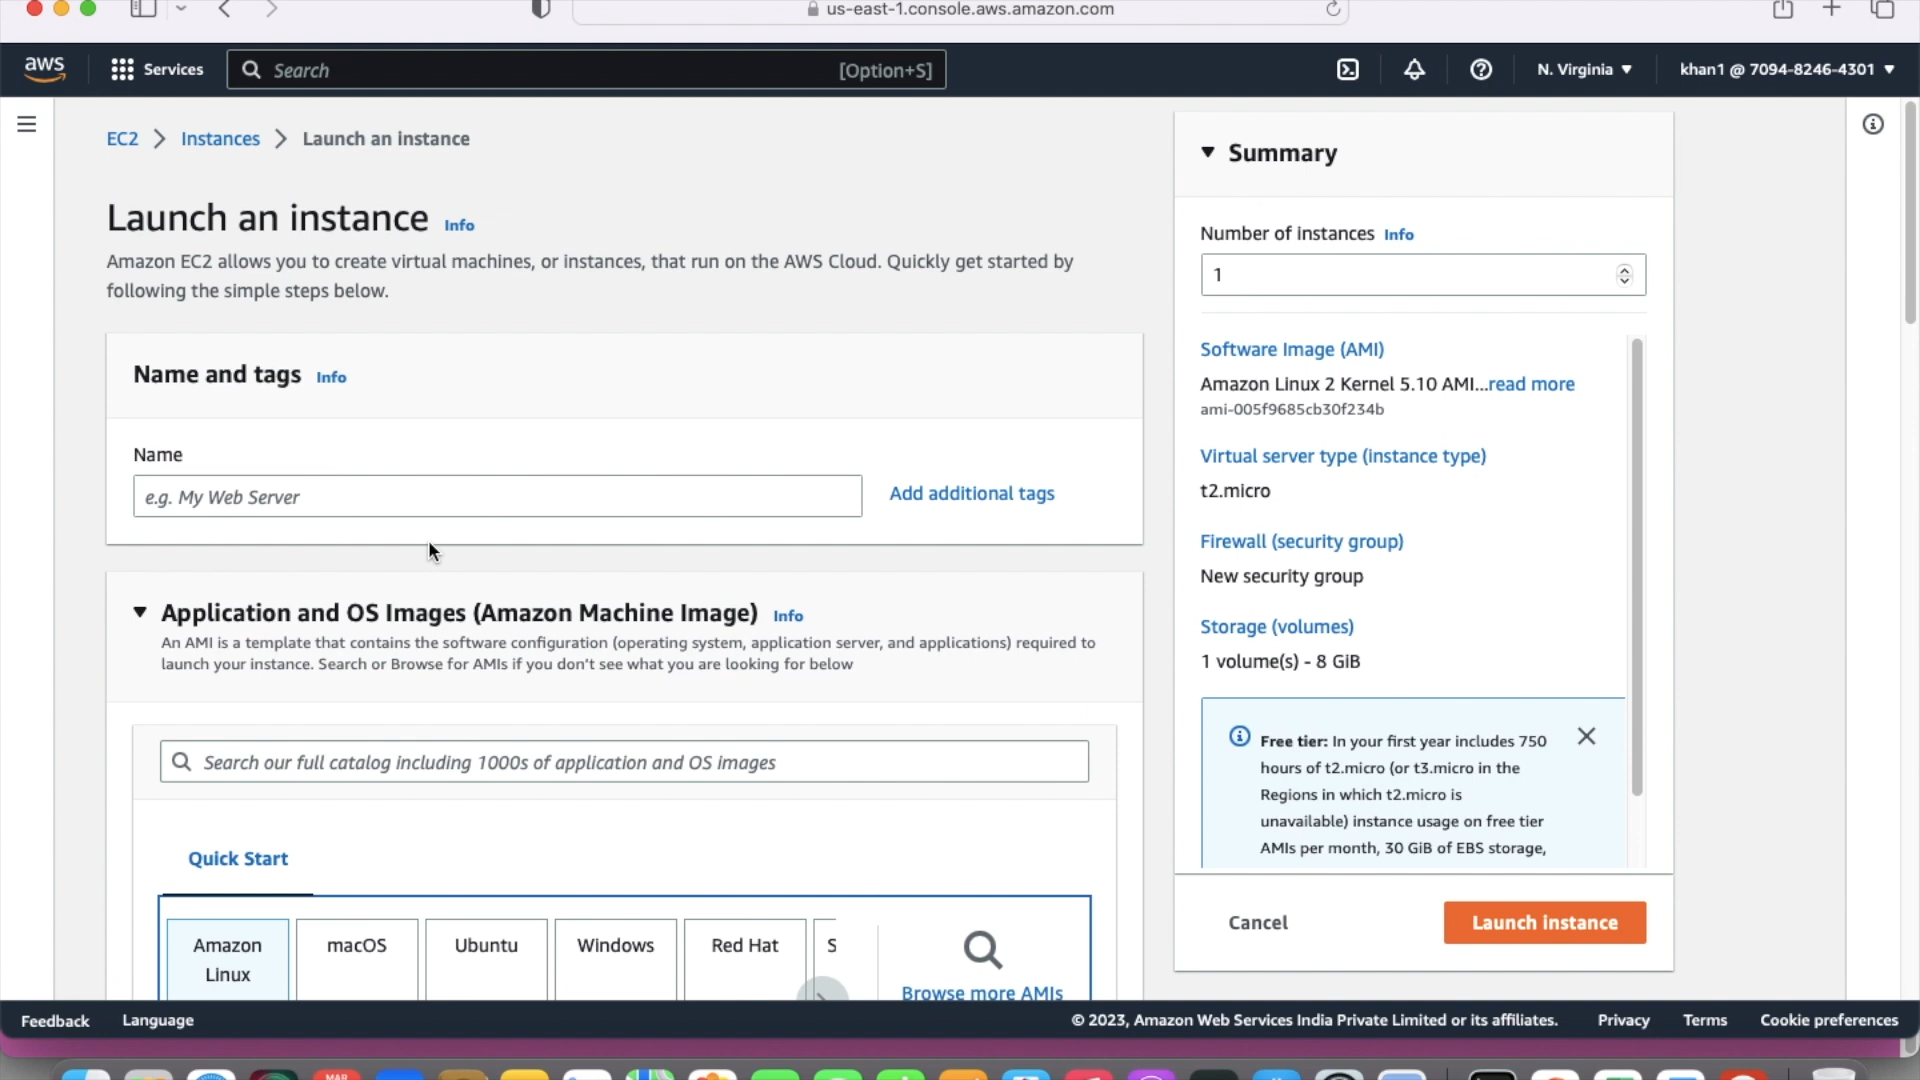 us-east-1.console.aws.amazon.com
aws
Services
Search
[Option+S]
N. Virginia
khan1 @ 7094-8246-4301
EC2
Instances
Launch an instance
Launch an instance Info
Amazon EC2 allows you to create virtual machines, or instances, that run on the AWS Cloud. Quickly get started by
following the simple steps below.
Name and tags Info
Name
e.g. My Web Server
Add additional tags
Application and OS Images (Amazon Machine Image) Info
An AMI is a template that contains the software configuration (operating system, application server, and applications) required to
launch your instance. Search or Browse for AMIs if you don't see what you are looking for below
Search our full catalog including 1000s of application and OS images
Quick Start
Amazon
Linux
macOS
Ubuntu
Windows
Red Hat
S
Browse more AMIs
Summary
Number of instances Info
1
Software Image (AMI)
Amazon Linux 2 Kernel 5.10 AMI...read more
ami-005f9685cb30f234b
Virtual server type (instance type)
t2.micro
Firewall (security group)
New security group
Storage (volumes)
1 volume(s) - 8 GiB
Free tier: In your first year includes 750
hours of t2.micro (or t3.micro in the
Regions in which t2.micro is
unavailable) instance usage on free tier
AMIs per month, 30 GiB of EBS storage,
Cancel
Launch instance
Feedback
Language
© 2023, Amazon Web Services India Private Limited or its affiliates.
Privacy
Terms
Cookie preferences
MAR